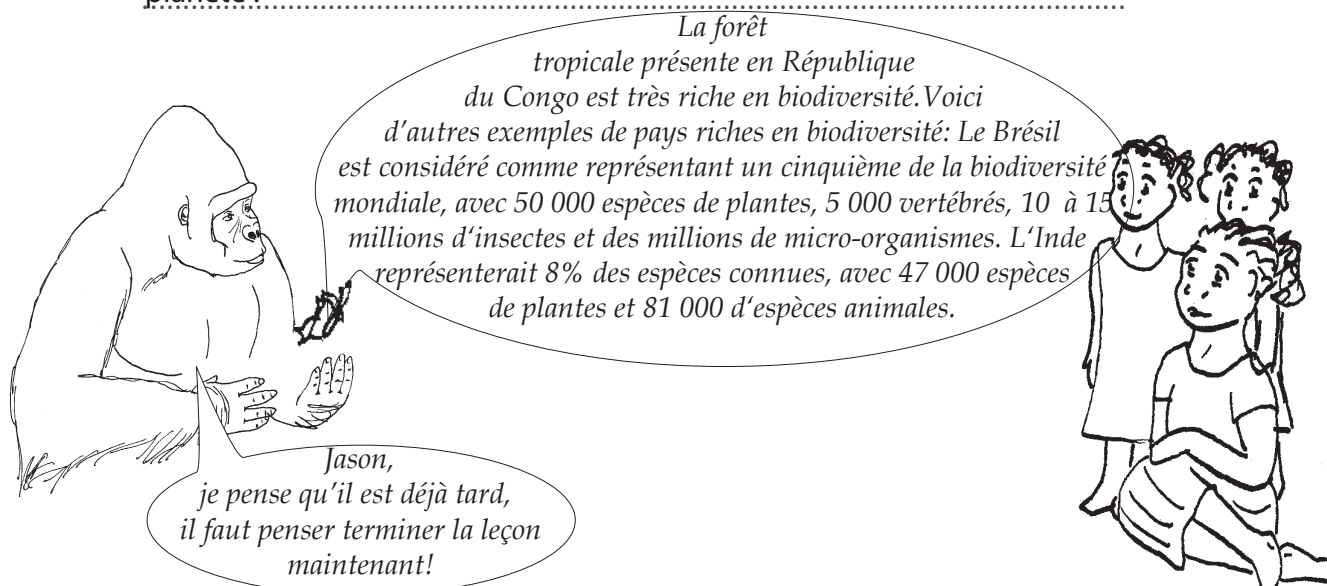 planète?
La forêt
tropicale présente en République
du Congo est très riche en biodiversité.Voici
d'autres exemples de pays riches en biodiversité: Le Brésil
est considéré comme représentant un cinquième de la biodiversité
mondiale, avec 50 000 espèces de plantes, 5 000 vertébrés, 10 à 15
millions d'insectes et des millions de micro-organismes. L'Inde
représenterait 8% des espèces connues, avec 47 000 espèces
de plantes et 81 000 d'espèces animales.
Jason,
je pense qu'il est déjà tard,
il faut penser terminer la leçon
maintenant!